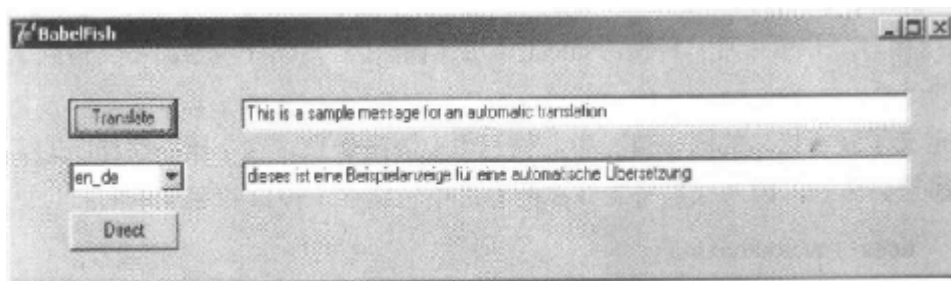 BabelFish
Translate
This is a sample message for an automatic translation
en_de
dieses ist eine Beispielanzeige für eine automatische Übersetzung
Direct